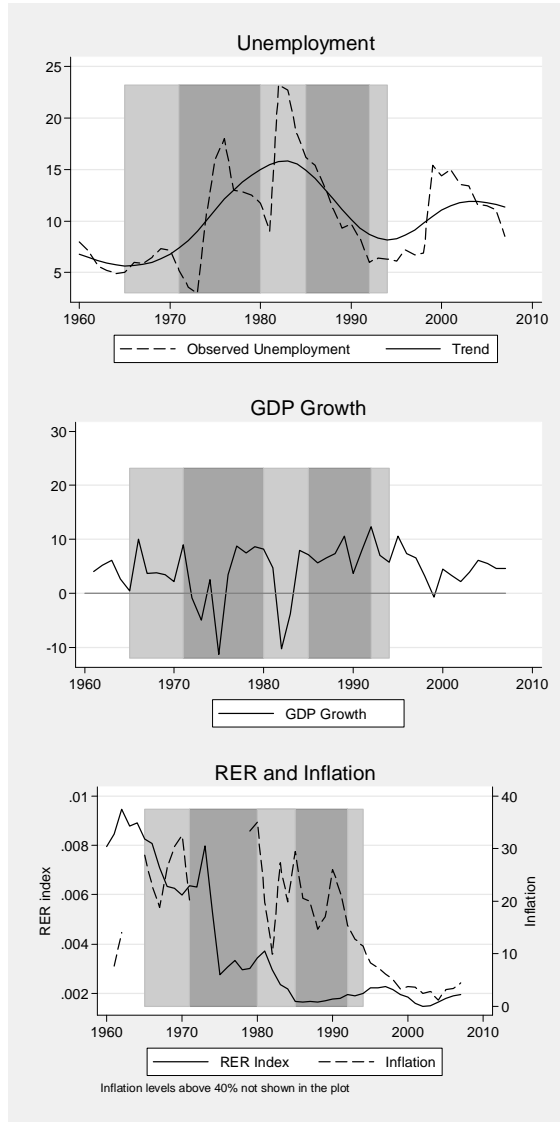 Unemployment
25
20
15
10
5
1960 1970 1980 1990 2000 2010
Observed Unemployment Trend
GDP Growth
30
20
10
0
-10
1960 1970 1980 1990 2000 2010
GDP Growth
RER and Inflation
.01 40
.008 30
.006 20
.004 10
.002 0
RER index
Inflation
1960 1970 1980 1990 2000 2010
RER Index Inflation
Inflation levels above 40% not shown in the plot